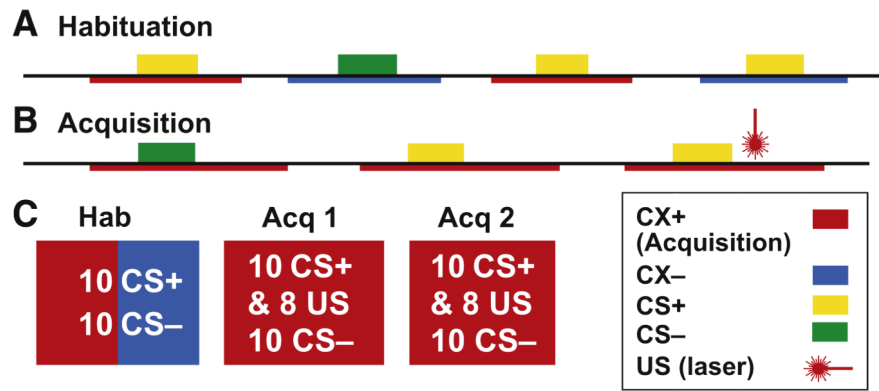 A Habituation
B Acquisition
C Hab Acq 1 Acq 2
10 CS+
10 CS–
10 CS+
& 8 US
10 CS–
10 CS+
& 8 US
10 CS–
CX+
(Acquisition)
CX–
CS+
CS–
US (laser)